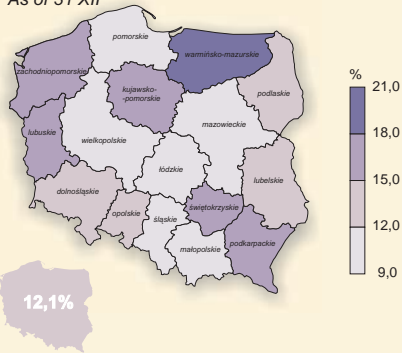 As of 31 XII
pomorskie
warmińsko-mazurskie
zachodniopomorskie
podlaskie
kujawsko-
-pomorskie
lubuskie
mazowieckie
wielkopolskie
łódzkie
lubelskie
dolnośląskie
świętokrzyskie
opolskie
śląskie
podkarpackie
małopolskie
%
21,0
18,0
15,0
12,0
9,0
12,1%